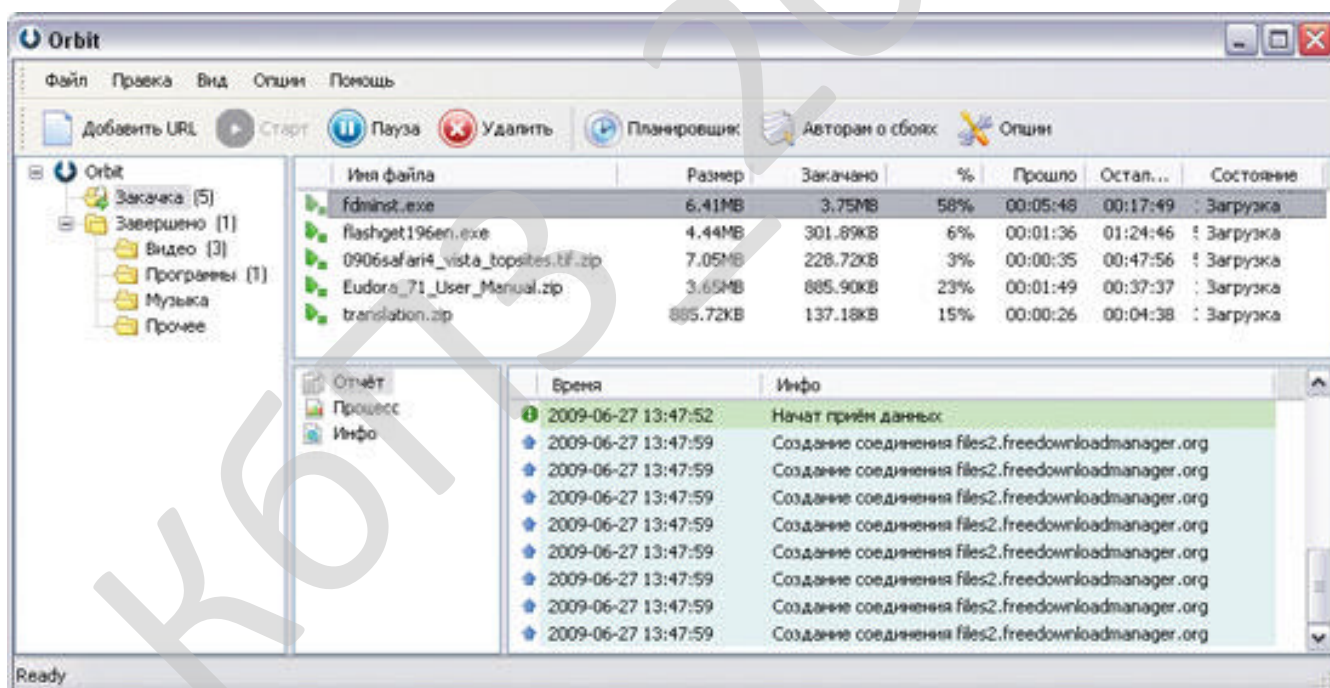 Orbit
Файл Правка Вид Опции Помощь
Добавить URL Старт Пауза Удалить Планировщик Авторам о сбоях Опции
Orbit
Закачка (5)
Завершено (1)
Видео (3)
Программы (1)
Музыка
Прочее
Имя файла Размер Закачано % Прошло Остал... Состояние
fdminst.exe 6.41MB 3.75MB 58% 00:05:48 00:17:49 Загрузка
flashget196en.exe 4.44MB 301.89KB 6% 00:01:36 01:24:46 Загрузка
0906safari4_vista_topsites.tif.zip 7.05MB 228.72KB 3% 00:00:35 00:47:56 Загрузка
Eudora_71_User_Manual.zip 3.65MB 885.90KB 23% 00:01:49 00:37:37 Загрузка
translation.zip 885.72KB 137.18KB 15% 00:00:26 00:04:38 Загрузка
Отчёт
Процесс
Инфо
Время Инфо
2009-06-27 13:47:52 Начат приём данных
2009-06-27 13:47:59 Создание соединения files2.freedownloadmanager.org
2009-06-27 13:47:59 Создание соединения files2.freedownloadmanager.org
2009-06-27 13:47:59 Создание соединения files2.freedownloadmanager.org
2009-06-27 13:47:59 Создание соединения files2.freedownloadmanager.org
2009-06-27 13:47:59 Создание соединения files2.freedownloadmanager.org
2009-06-27 13:47:59 Создание соединения files2.freedownloadmanager.org
2009-06-27 13:47:59 Создание соединения files2.freedownloadmanager.org
2009-06-27 13:47:59 Создание соединения files2.freedownloadmanager.org
Ready